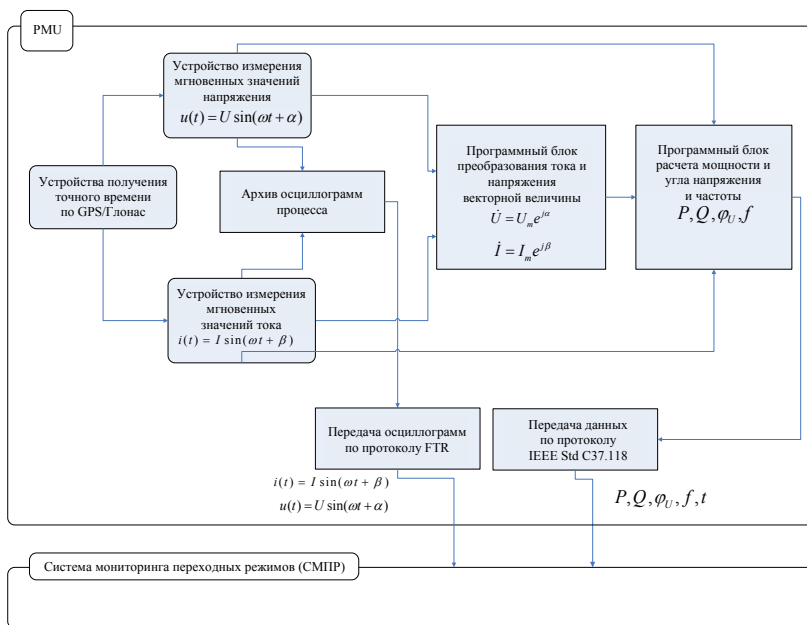 PMU
Устройство измерения
мгновенных значений
напряжения
u(t) = U sin(ωt + α)
Устройства получения
точного времени
по GPS/Глонас
Архив осциллограмм
процесса
Устройство измерения
мгновенных
значений тока
i(t) = I sin(ωt + β)
Программный блок
преобразования тока и
напряжения
векторной величины
U̇ = U_m e^{jα}
İ = I_m e^{jβ}
Программный блок
расчета мощности и
угла напряжения
и частоты
P, Q, φ_U, f
Передача осциллограмм
по протоколу FTR
i(t) = I sin(ωt + β)
u(t) = U sin(ωt + α)
Передача данных
по протоколу
IEEE Std C37.118
P, Q, φ_U, f, t
Система мониторинга переходных режимов (СМПР)